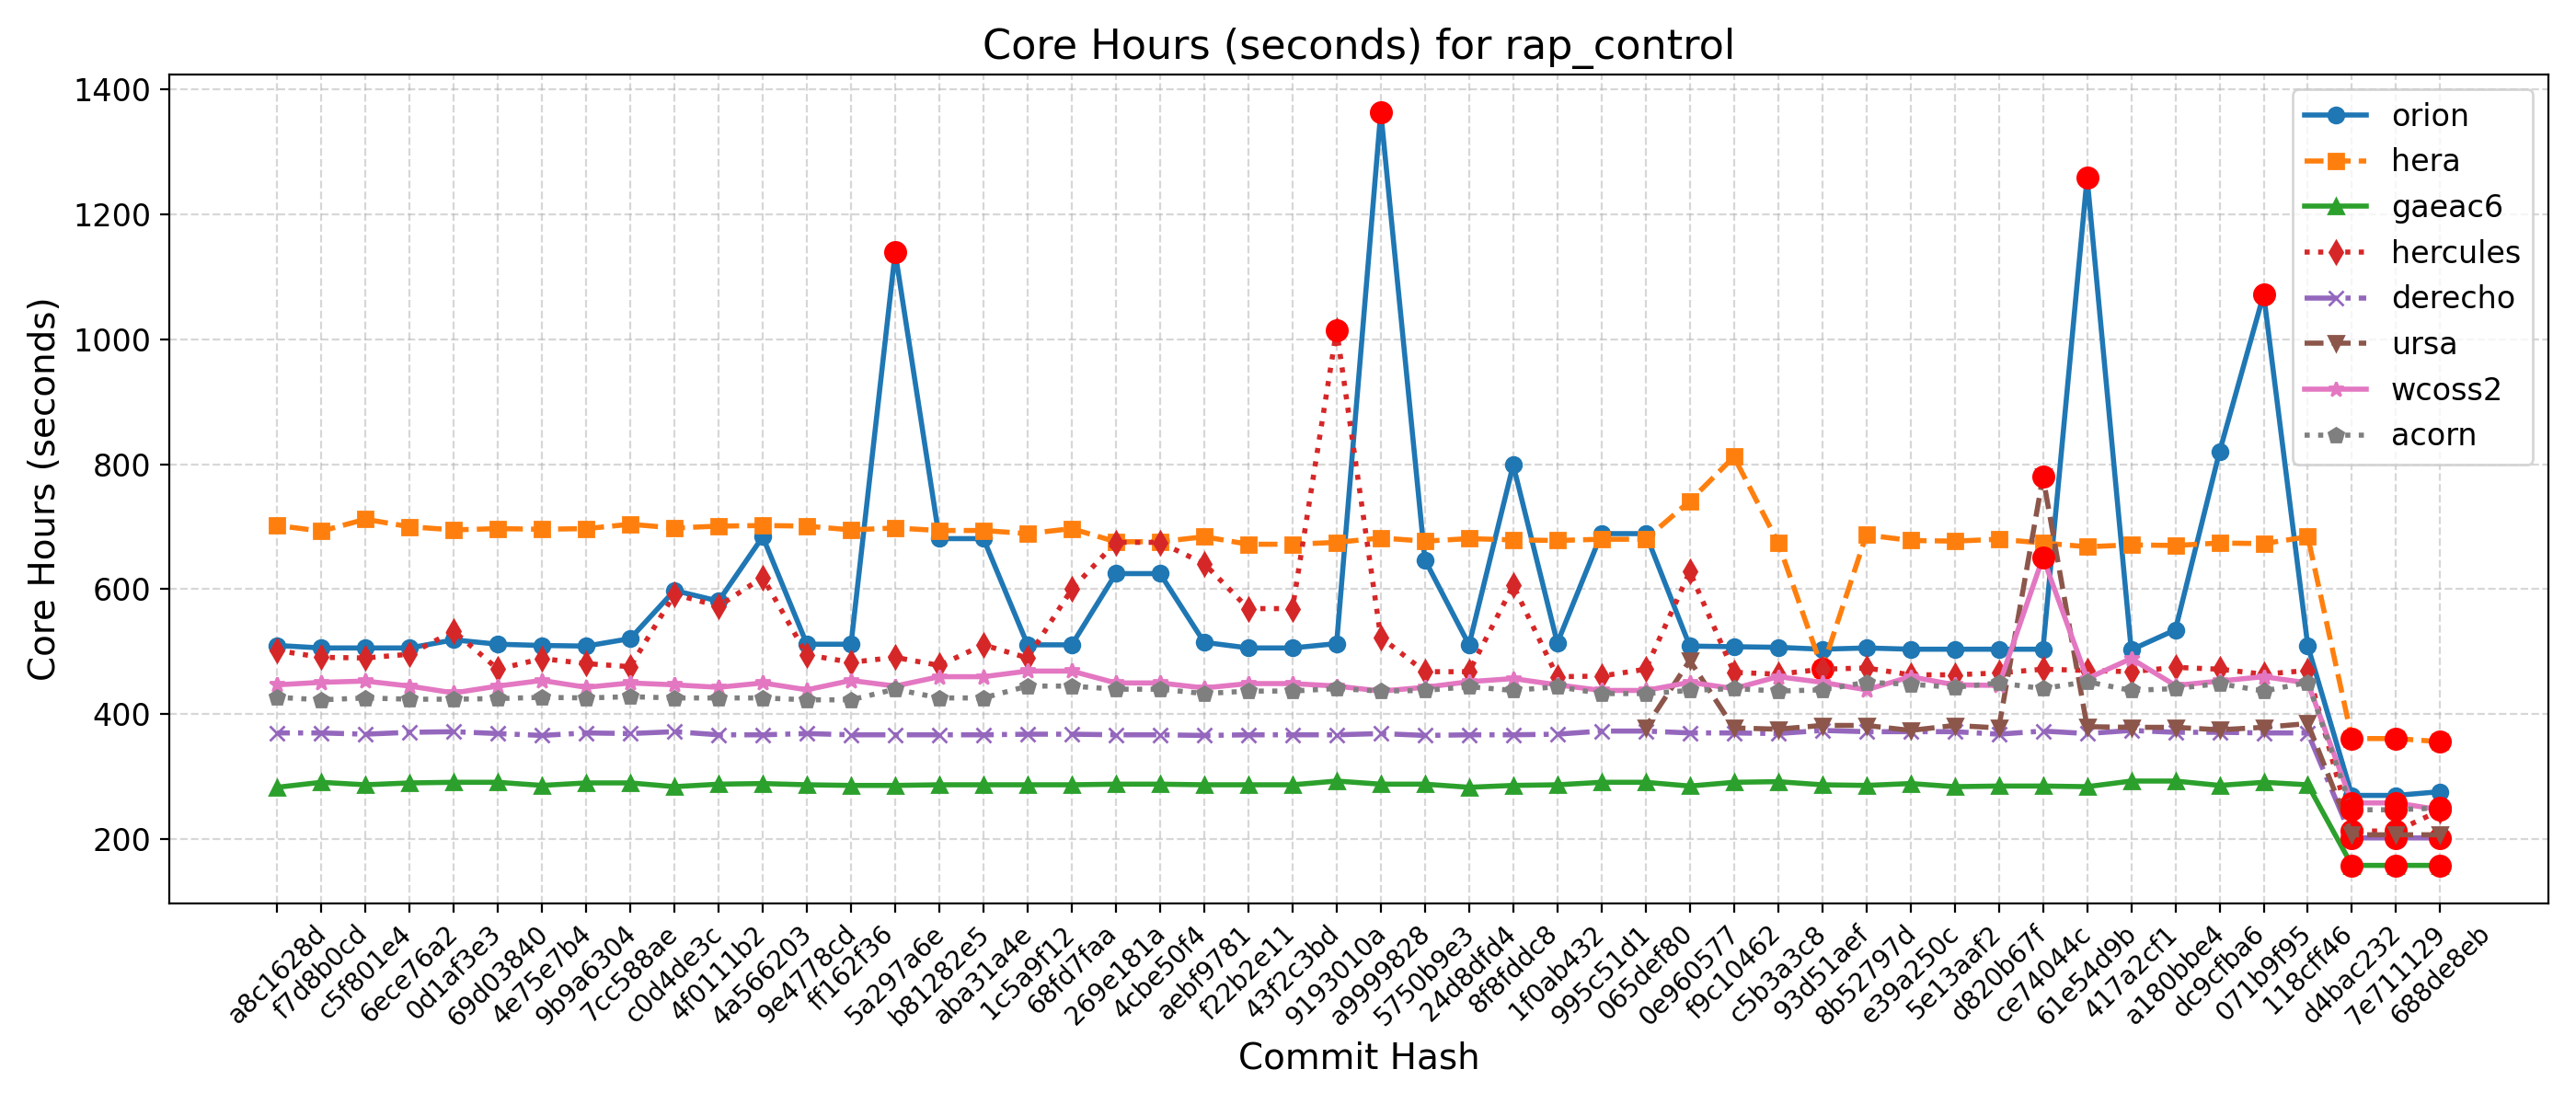 Core Hours (seconds) for rap_control
1400
1200
1000
800
600
400
200
Core Hours (seconds)
orion
hera
gaeac6
hercules
derecho
ursa
wcoss2
acorn
a8c1628d
f7d8b0cd
c5f801e4
6ece76a2
0d1af3e3
69d03840
4e75e7b4
9b9a6304
7cc588ae
c0d4de3c
4f0111b2
4a566203
9e4778cd
ff162f36
5a297a6e
b81282e5
aba31a4e
1c5a9f12
68fd7faa
269e181a
4cbe50f4
aebf9781
f22b2e11
43f2c3bd
9193010a
a9999828
5750b9e3
24d8dfd4
8f8fddc8
1f0ab432
995c51d1
065def80
0e960577
f9c10462
c5b3a3c8
93d51aef
8b52797d
e39a250c
5e13aaf2
d820b67f
ce74044c
61e54d9b
417a2cf1
a180bbe4
dc9cfba6
071b9f95
118cff46
d4bac232
7e711129
688de8eb
Commit Hash